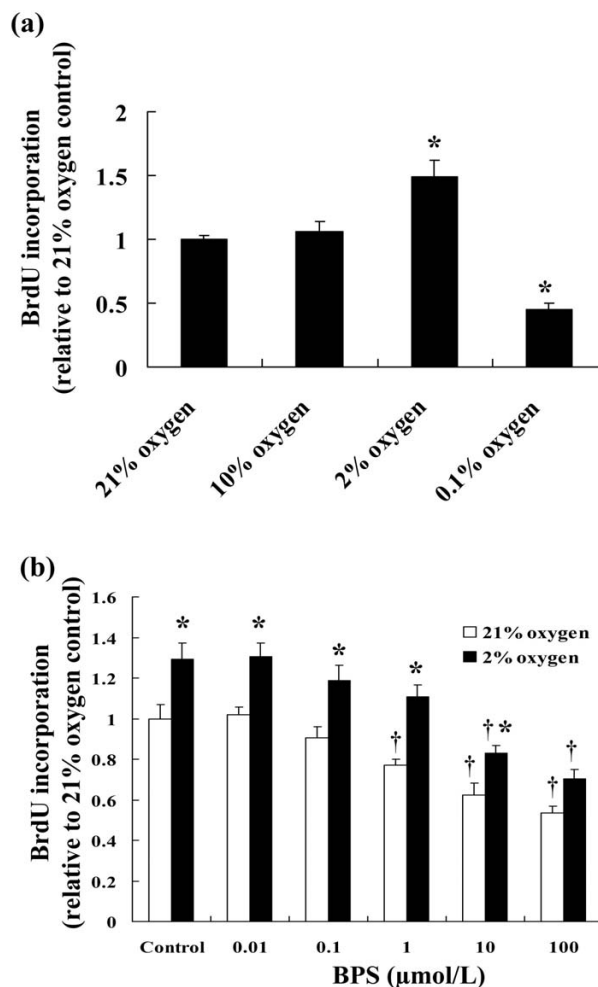 (a)
BrdU incorporation
(relative to 21% oxygen control)
2
1.5
1
0.5
0
*
*
21% oxygen
10% oxygen
2% oxygen
0.1% oxygen
(b)
BrdU incorporation
(relative to 21% oxygen control)
1.6
1.4
1.2
1
0.8
0.6
0.4
0.2
0
21% oxygen
2% oxygen
*
*
*
*
†
†
†*
†
†
Control 0.01 0.1 1 10 100
BPS (µmol/L)